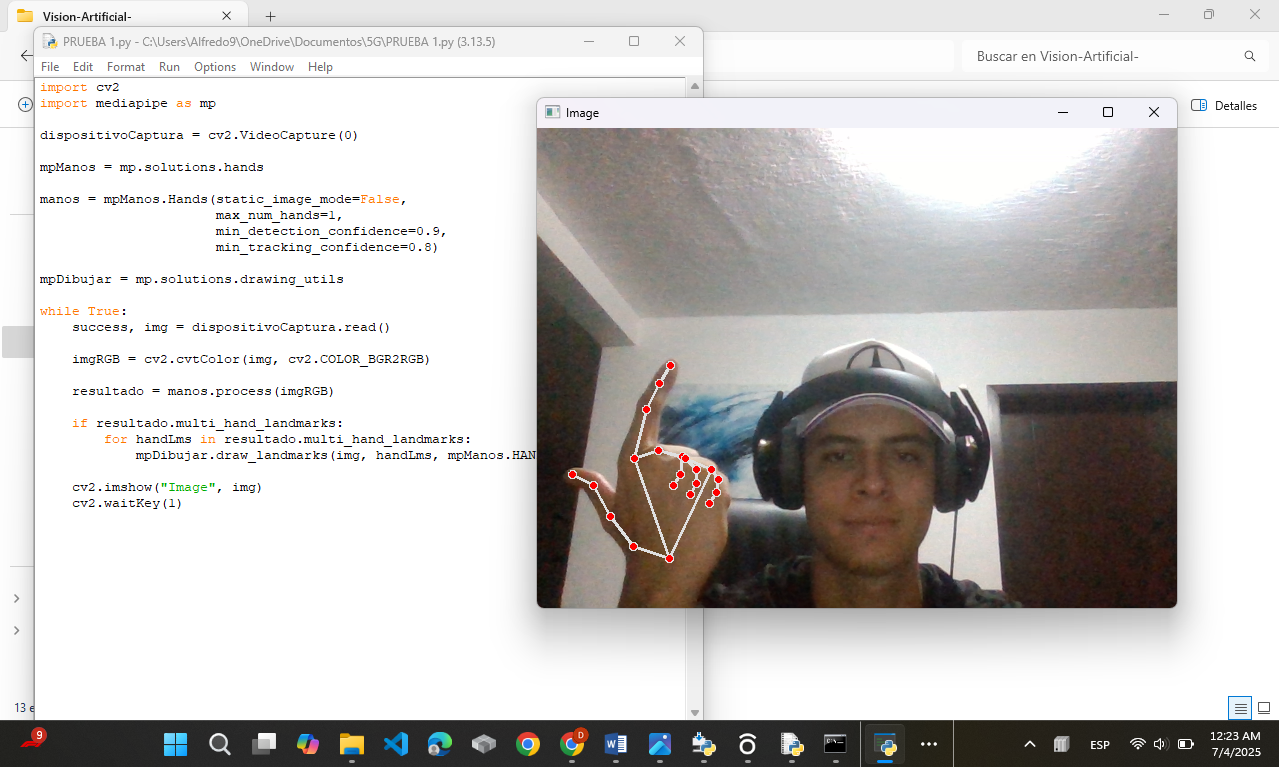 Vision-Artificial-
PRUEBA 1.py - C:\Users\Alfredo9\OneDrive\Documentos\5G\PRUEBA 1.py (3.13.5)
File Edit Format Run Options Window Help
Buscar en Vision-Artificial-
Detalles
import cv2
import mediapipe as mp
dispositivoCaptura = cv2.VideoCapture(0)
mpManos = mp.solutions.hands
manos = mpManos.Hands(static_image_mode=False,
max_num_hands=1,
min_detection_confidence=0.9,
min_tracking_confidence=0.8)
mpDibujar = mp.solutions.drawing_utils
while True:
success, img = dispositivoCaptura.read()
imgRGB = cv2.cvtColor(img, cv2.COLOR_BGR2RGB)
resultado = manos.process(imgRGB)
if resultado.multi_hand_landmarks:
for handLms in resultado.multi_hand_landmarks:
mpDibujar.draw_landmarks(img, handLms, mpManos.HAN
cv2.imshow("Image", img)
cv2.waitKey(1)
Image
13 e
9
D
ESP
12:23 AM
7/4/2025